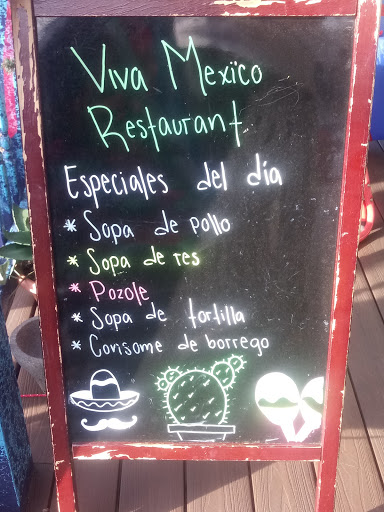 Viva Mexico
Restaurant
Especiales del día
* Sopa de pollo
* Sopa de res
* Pozole
* Sopa de tortilla
* Consome de borrego